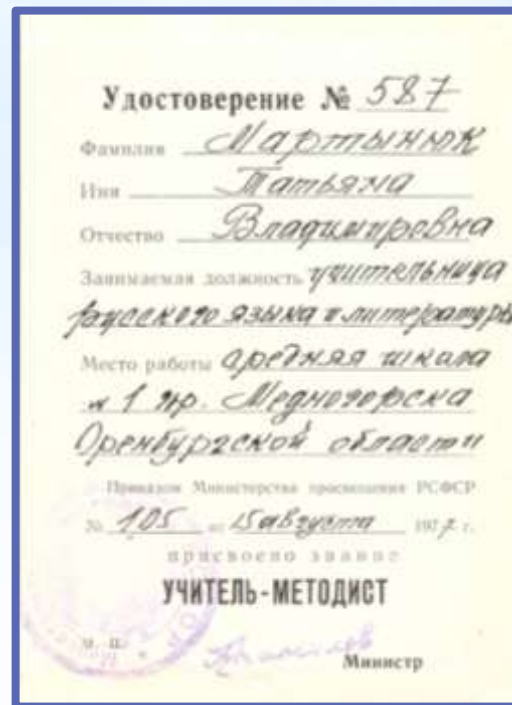 Удостоверение № 587
Фамилия Мартынюк
Имя Татьяна
Отчество Владимировна
Занимаемая должность учительница
русского языка и литературы
Место работы средняя школа
№ 1 гор. Медногорска
Оренбургской области
Приказом Министерства просвещения РСФСР
№ 105 от 15 августа 1977 г.
присвоено звание
УЧИТЕЛЬ-МЕТОДИСТ
М. П.
Министр